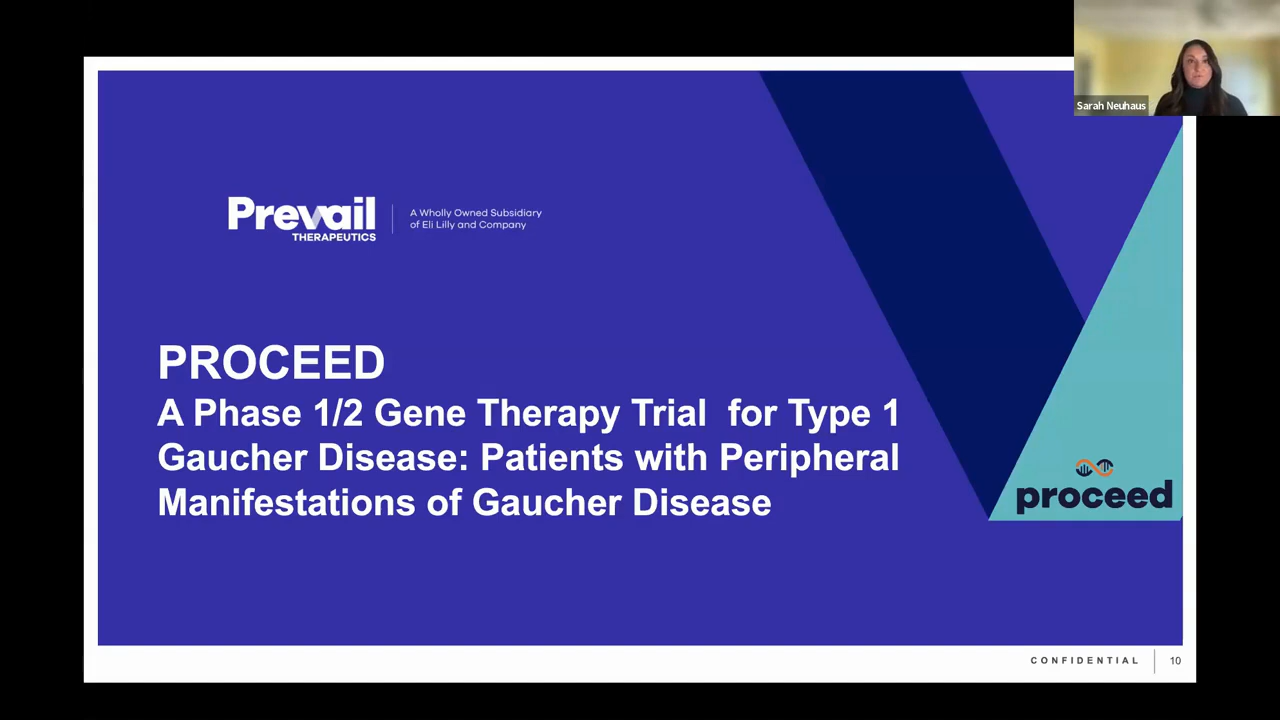 Sarah Neuhaus
Prevail
THERAPEUTICS
A Wholly Owned Subsidiary
of Eli Lilly and Company
PROCEED
A Phase 1/2 Gene Therapy Trial for Type 1
Gaucher Disease: Patients with Peripheral
Manifestations of Gaucher Disease
proceed
CONFIDENTIAL
10